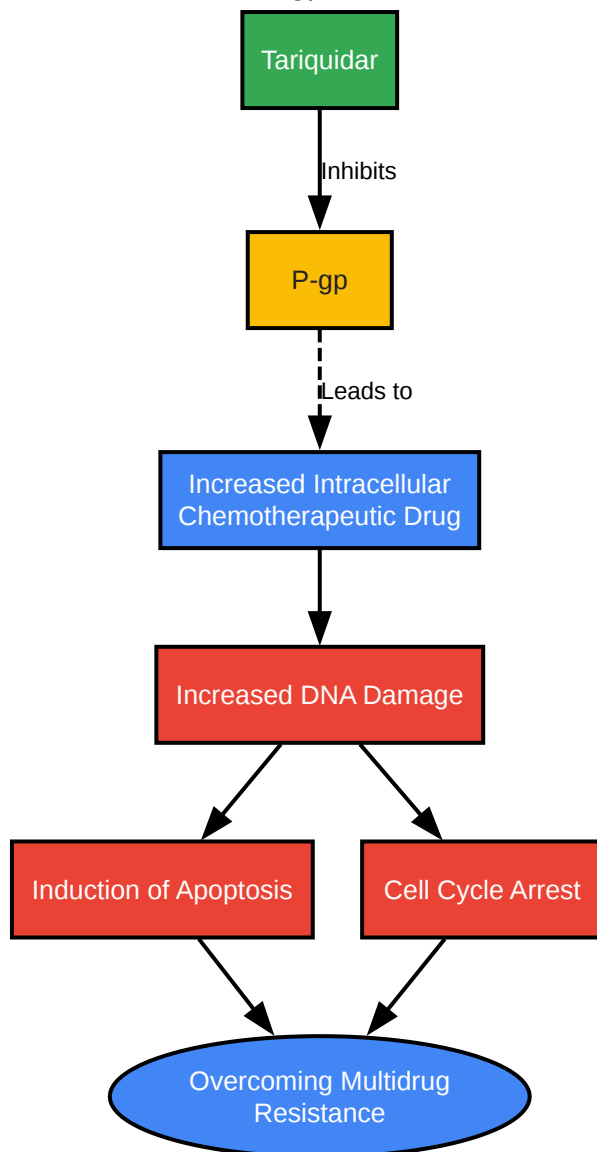 Tariquidar
Inhibits
P-gp
Leads to
Increased Intracellular
Chemotherapeutic Drug
Increased DNA Damage
Induction of Apoptosis
Cell Cycle Arrest
Overcoming Multidrug
Resistance